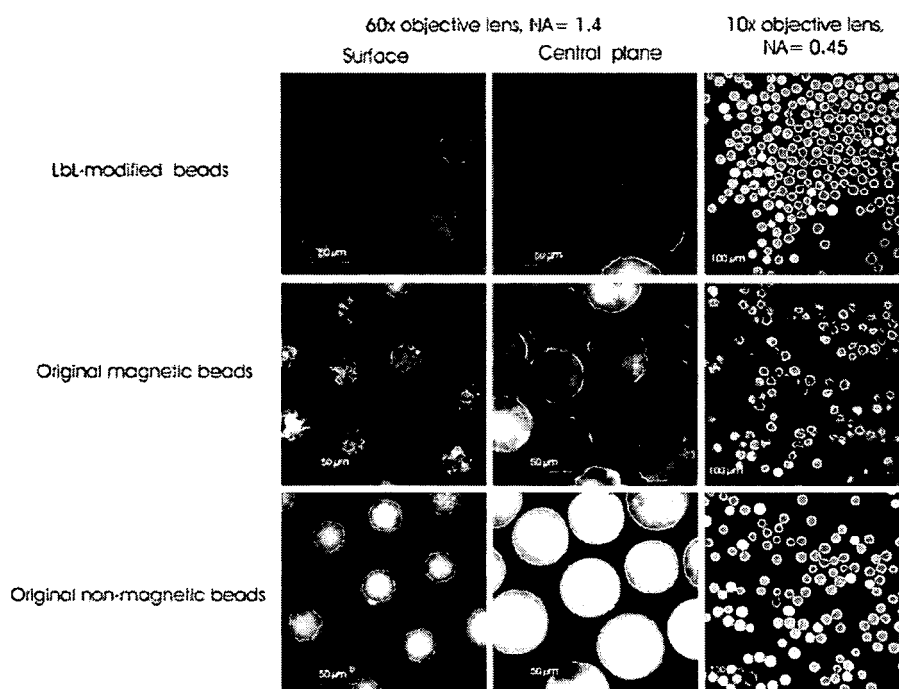 60x objective lens, NA= 1.4
10x objective lens,
NA= 0.45
Surface
Central plane
LbL-modified beads
50 µm
50 µm
100 µm
Original magnetic beads
50 µm
50 µm
100 µm
Original non-magnetic beads
50 µm
50 µm